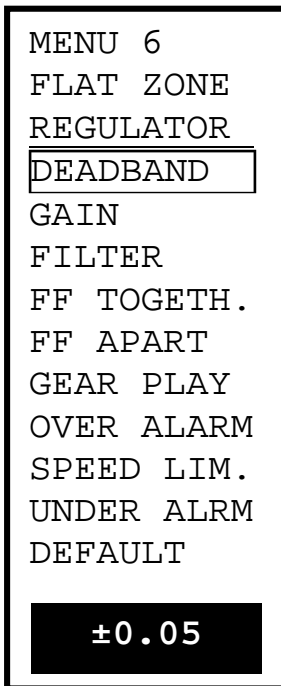 MENU 6
FLAT ZONE
REGULATOR
DEADBAND
GAIN
FILTER
FF TOGETH.
FF APART
GEAR PLAY
OVER ALARM
SPEED LIM.
UNDER ALRM
DEFAULT
±0.05